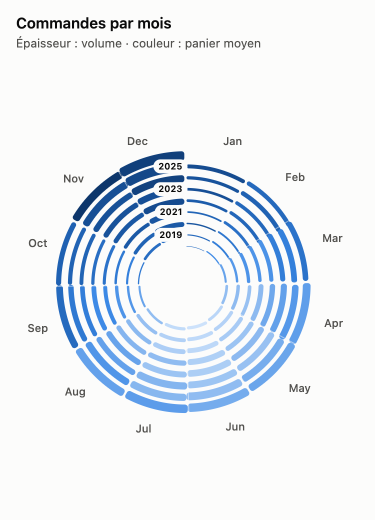 Commandes par mois
Épaisseur : volume · couleur : panier moyen
Dec
Jan
2025
Nov
Feb
2023
2021
2019
Oct
Mar
Sep
Apr
Aug
May
Jul
Jun